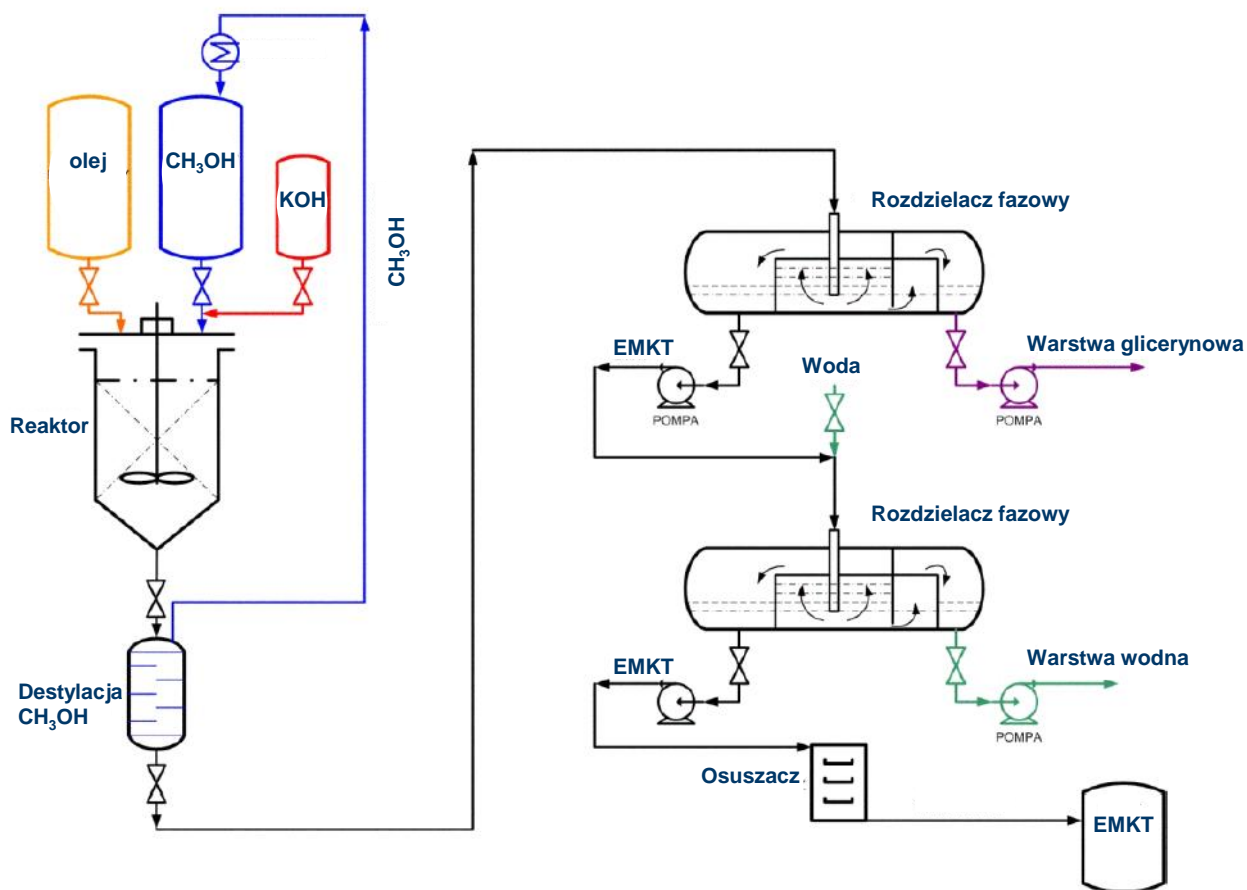 olej
CH₃OH
KOH
CH₃OH
Rozdzielacz fazowy
EMKT
Woda
Warstwa glicerynowa
POMPA
POMPA
Reaktor
Rozdzielacz fazowy
EMKT
Warstwa wodna
Destylacja
CH₃OH
POMPA
Osuszacz
EMKT